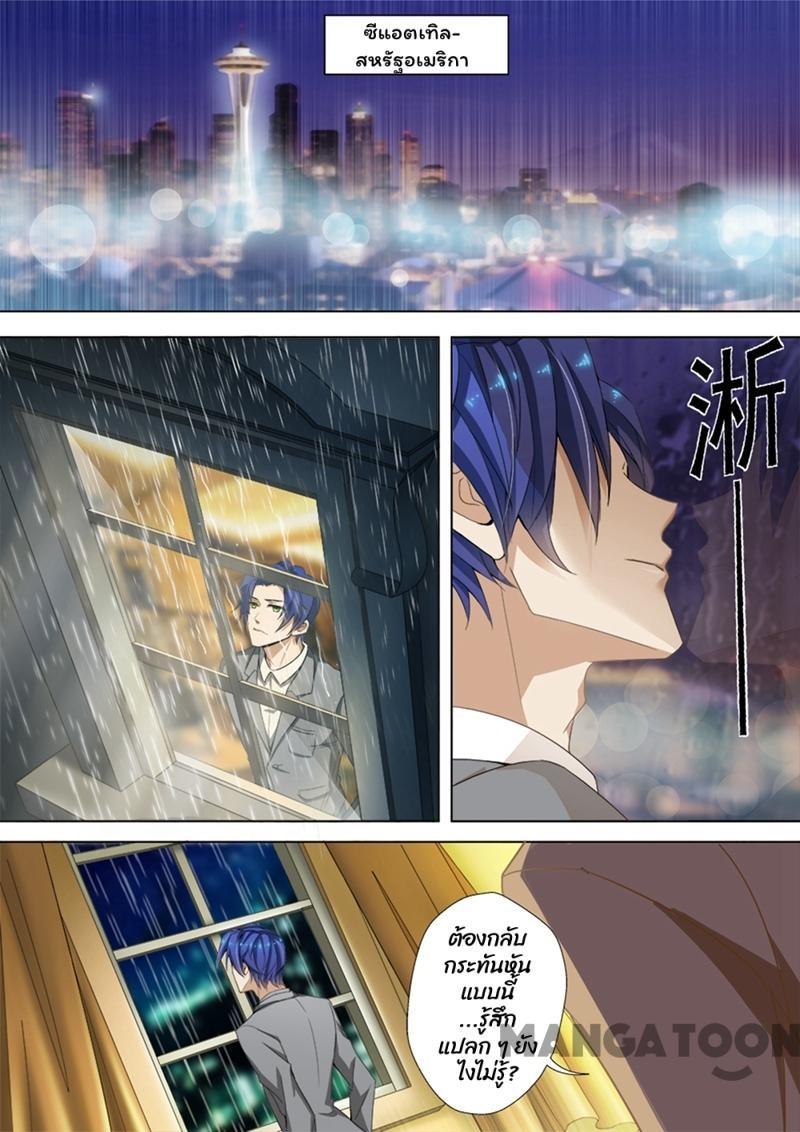 ซีแอตเทิล-
สหรัฐอเมริกา
淅—
ต้องกลับ
กระทันหัน
แบบนี้
...รู้สึก
แปลก ๆ ยัง
ไงไม่รู้?
MANGATOON